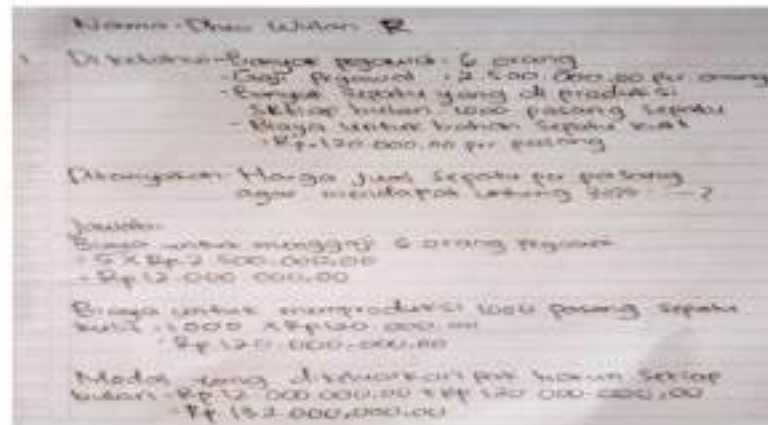 Nama : Wulan R
1. Diketahui - Banyak pegawai : 6 orang
- Gaji Pegawai : 2.500.000,00 per orang
- Banyak Sepatu yang di produksi
Setiap bulan 1000 pasang Sepatu
- Biaya untuk bahan Sepatu kulit
: Rp.120.000,00 per pasang
Ditanyakan Harga jual Sepatu per pasang
agar mendapat untung 20% - ?
Jawab:
Biaya untuk menggaji 6 orang pegawai
= 5 x Rp.2.500.000,00
= Rp.12.000.000,00
Biaya untuk memproduksi 1000 pasang Sepatu
kulit = 1000 x Rp120.000,00
= Rp.120.000.000,00
Modal yang dikeluarkan pak Setiap
bulan = Rp.12.000.000,00 + Rp 120.000.000,00
= Rp.132.000.000,00